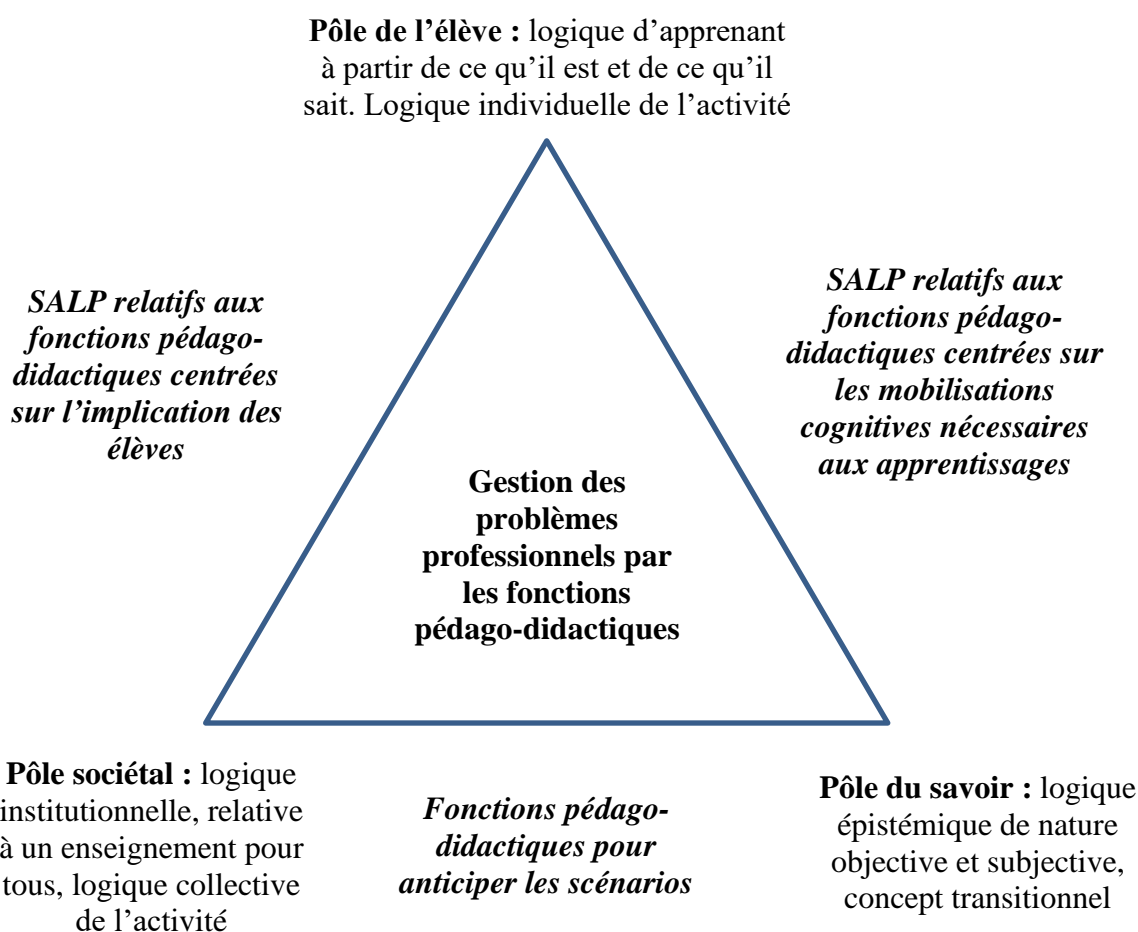 Pôle de l’élève : logique d’apprenant
à partir de ce qu’il est et de ce qu’il
sait. Logique individuelle de l’activité
SALP relatifs aux
fonctions pédago-
didactiques centrées
sur l’implication des
élèves
SALP relatifs aux
fonctions pédago-
didactiques centrées sur
les mobilisations
cognitives nécessaires
aux apprentissages
Gestion des
problèmes
professionnels par
les fonctions
pédago-didactiques
Pôle sociétal : logique
institutionnelle, relative
à un enseignement pour
tous, logique collective
de l’activité
Fonctions pédago-
didactiques pour
anticiper les scénarios
Pôle du savoir : logique
épistémique de nature
objective et subjective,
concept transitionnel